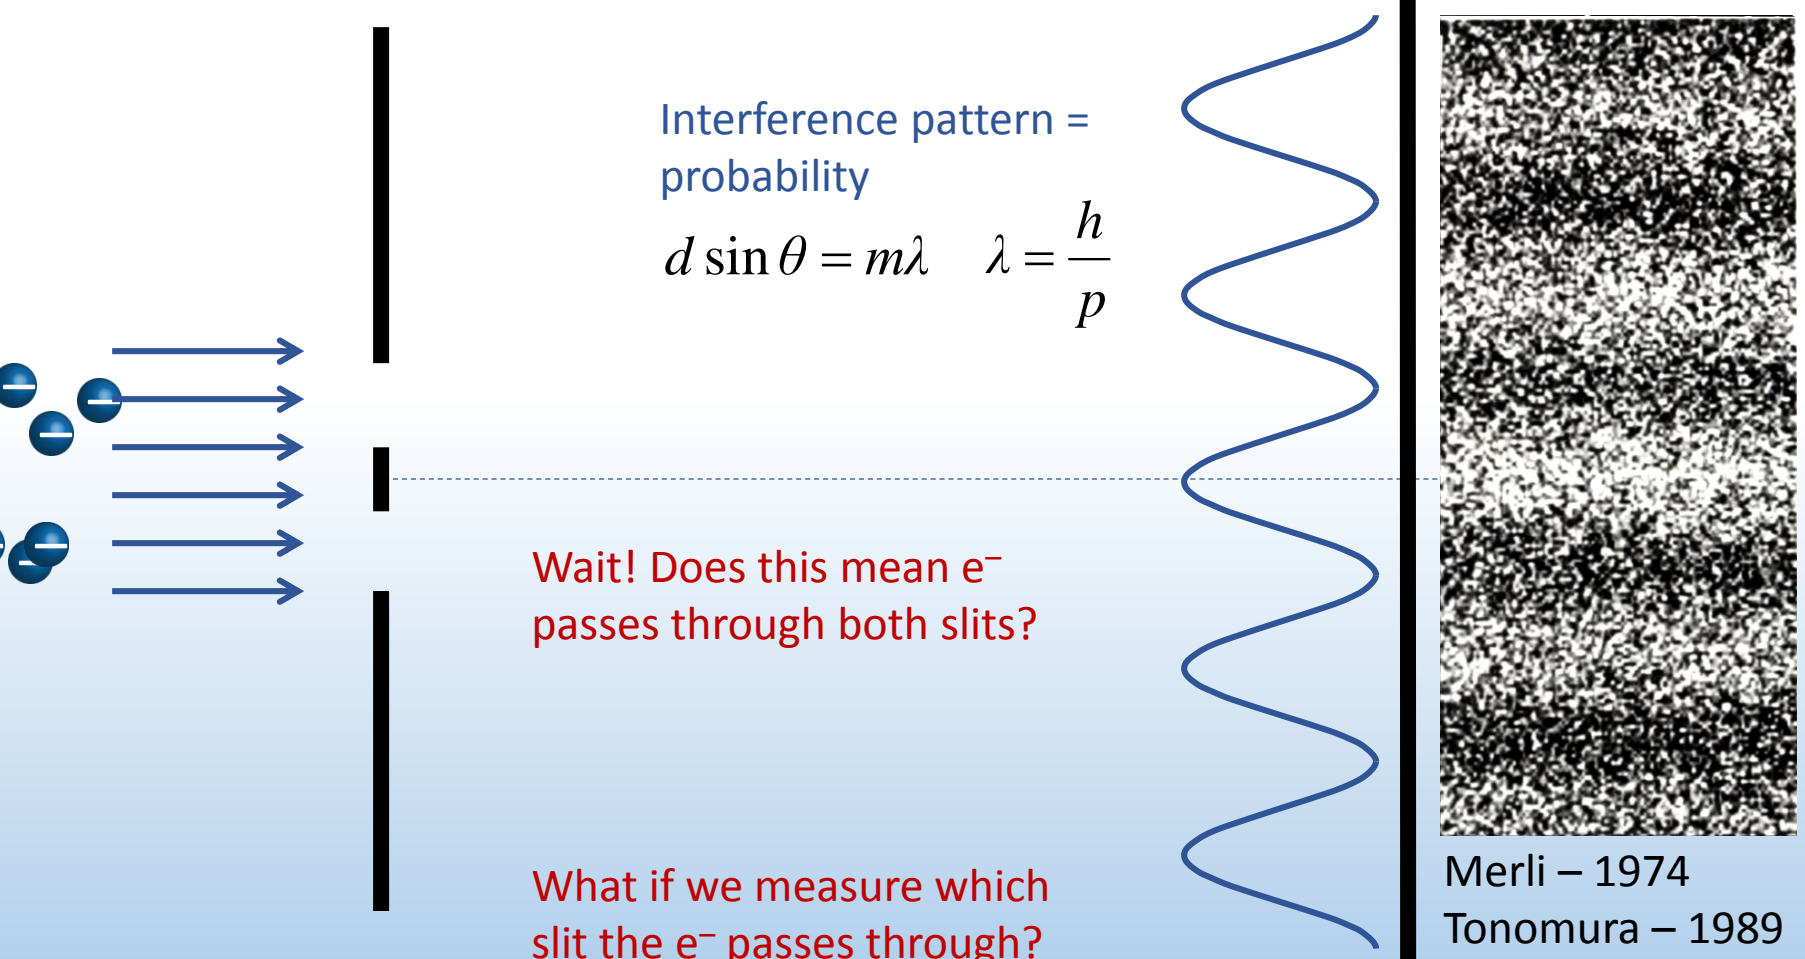 Interference pattern =
probability
d sin θ = mλ    λ = h/p
Wait! Does this mean e⁻
passes through both slits?
What if we measure which
slit the e⁻ passes through?
Merli – 1974
Tonomura – 1989